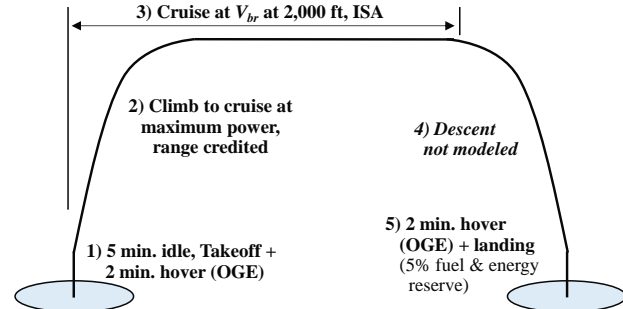 3) Cruise at V_br at 2,000 ft, ISA
2) Climb to cruise at
maximum power,
range credited
4) Descent
not modeled
1) 5 min. idle, Takeoff +
2 min. hover (OGE)
5) 2 min. hover
(OGE) + landing
(5% fuel & energy
reserve)